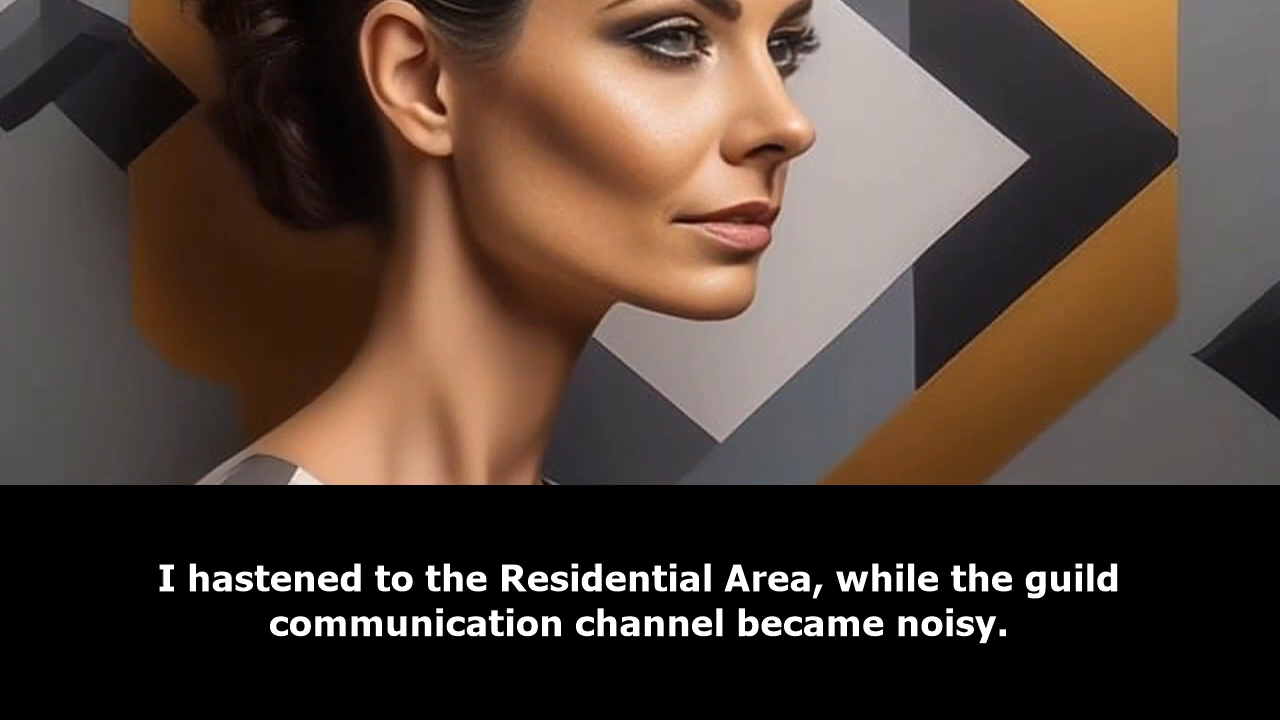 I hastened to the Residential Area, while the guild
communication channel became noisy.